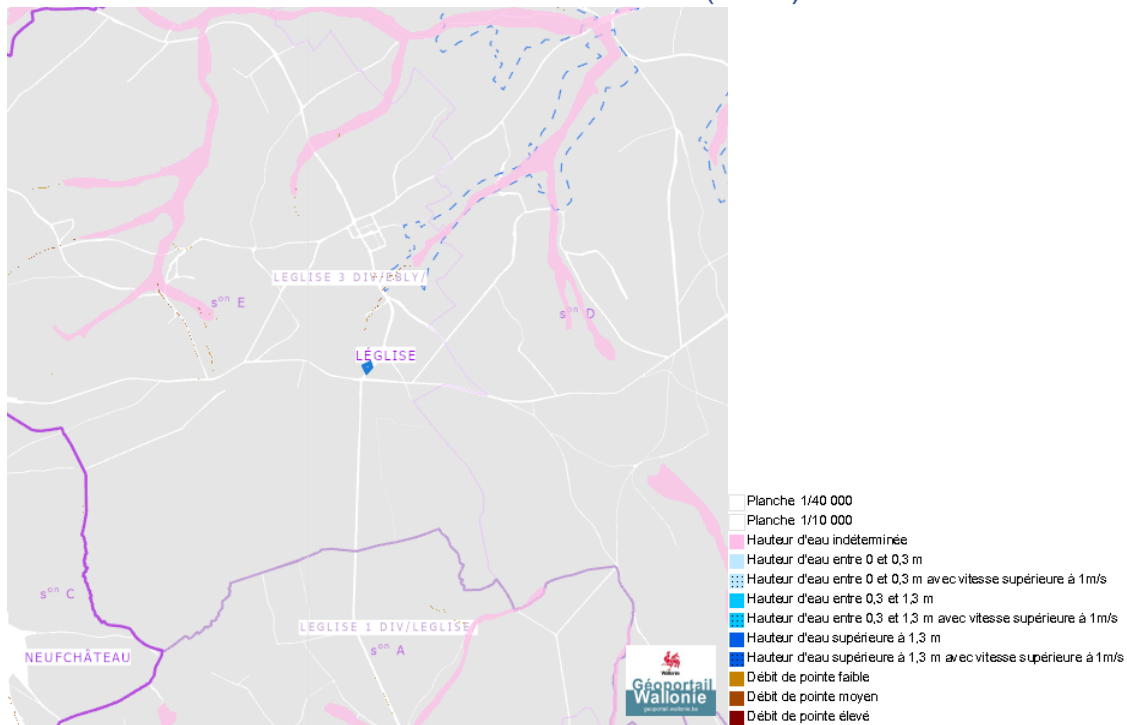 LEGLISE 3 DIV/EBLY/
sᵒⁿ E
sᵒⁿ D
LÉGLISE
Planche 1/40 000
Planche 1/10 000
Hauteur d'eau indéterminée
Hauteur d'eau entre 0 et 0,3 m
Hauteur d'eau entre 0 et 0,3 m avec vitesse supérieure à 1m/s
Hauteur d'eau entre 0,3 et 1,3 m
Hauteur d'eau entre 0,3 et 1,3 m avec vitesse supérieure à 1m/s
Hauteur d'eau supérieure à 1,3 m
Hauteur d'eau supérieure à 1,3 m avec vitesse supérieure à 1m/s
Débit de pointe faible
Débit de pointe moyen
Débit de pointe élevé
sᵒⁿ C
LEGLISE 1 DIV/LEGLISE
sᵒⁿ A
NEUFCHÂTEAU
Wallonie
Géoportail
Wallonie
geoportail.wallonie.be